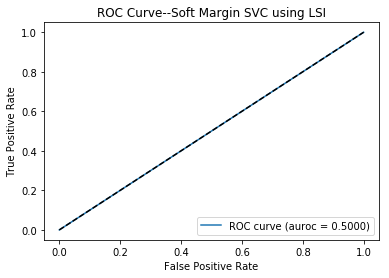 ROC Curve--Soft Margin SVC using LSI
True Positive Rate
1.0
0.8
0.6
0.4
0.2
0.0
ROC curve (auroc = 0.5000)
0.0 0.2 0.4 0.6 0.8 1.0
False Positive Rate